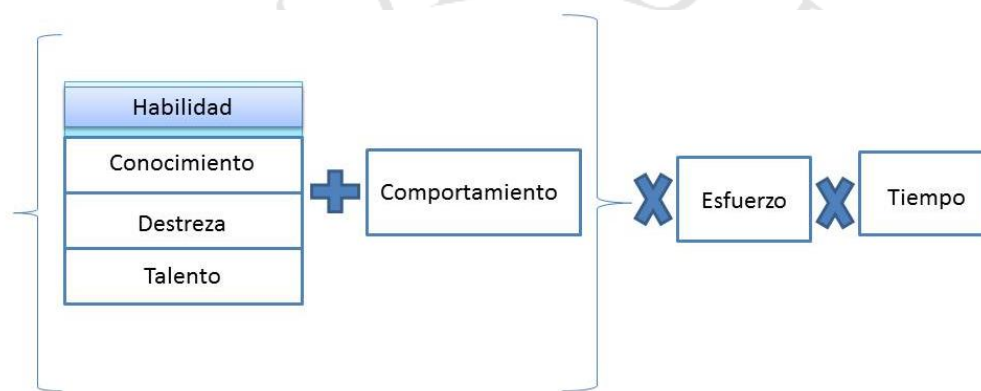 Habilidad
Conocimiento
Destreza
Talento
Comportamiento
Esfuerzo
Tiempo